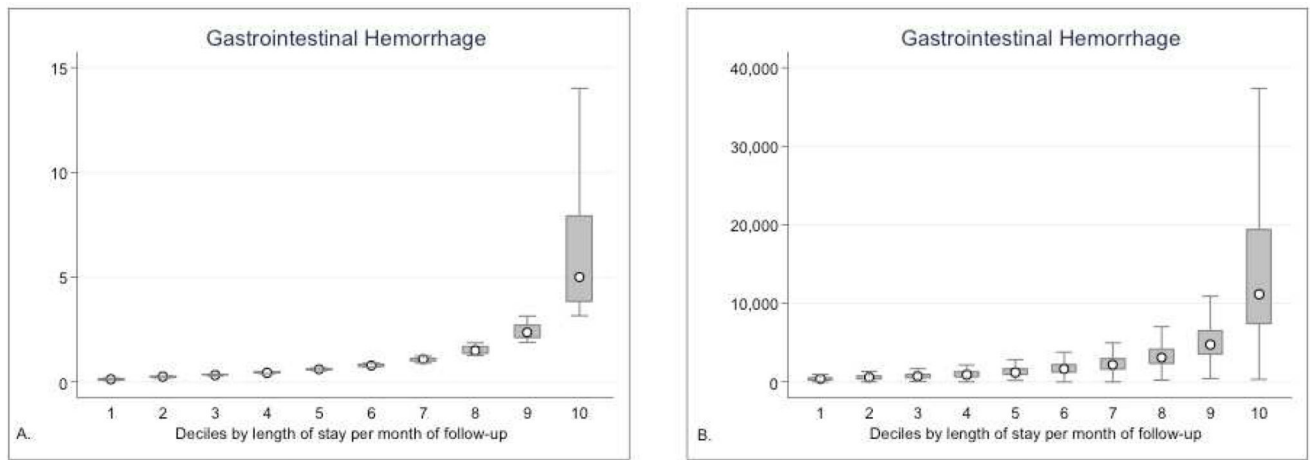 Gastrointestinal Hemorrhage
15
10
5
0
1 2 3 4 5 6 7 8 9 10
A.
Deciles by length of stay per month of follow-up
Gastrointestinal Hemorrhage
40,000
30,000
20,000
10,000
0
1 2 3 4 5 6 7 8 9 10
B.
Deciles by length of stay per month of follow-up